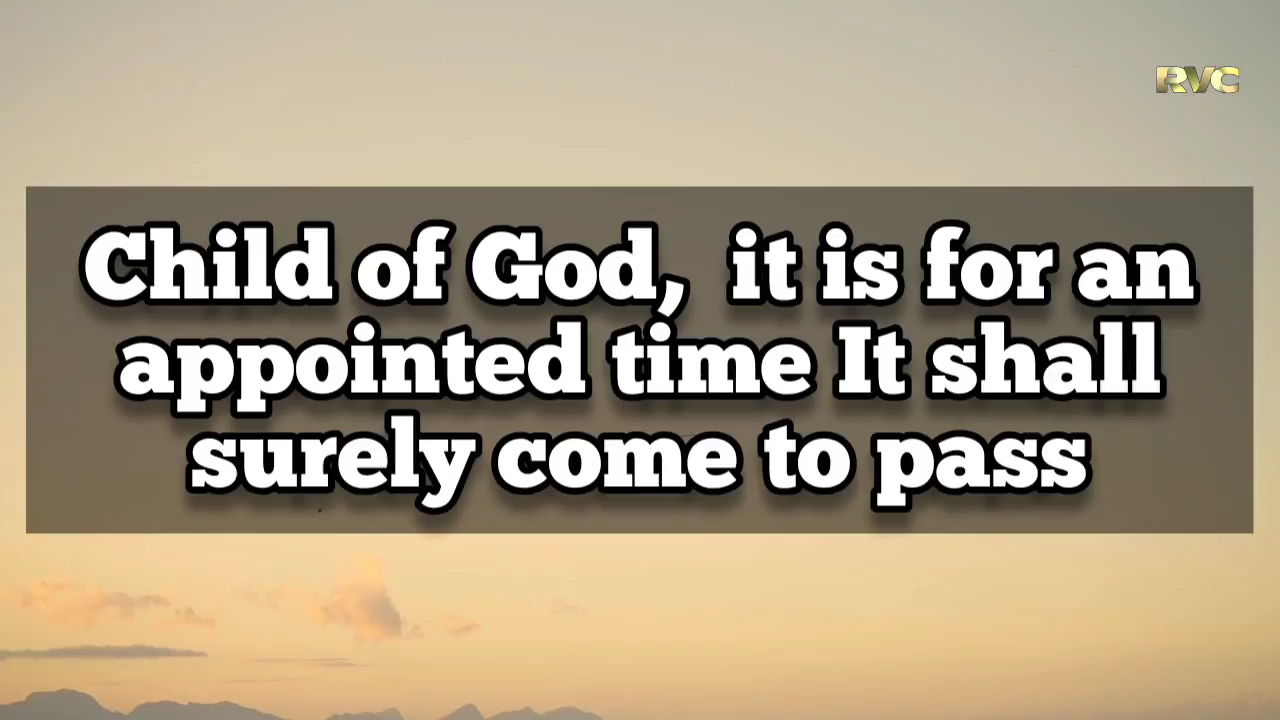 RVC
Child of God, it is for an
appointed time It shall
surely come to pass